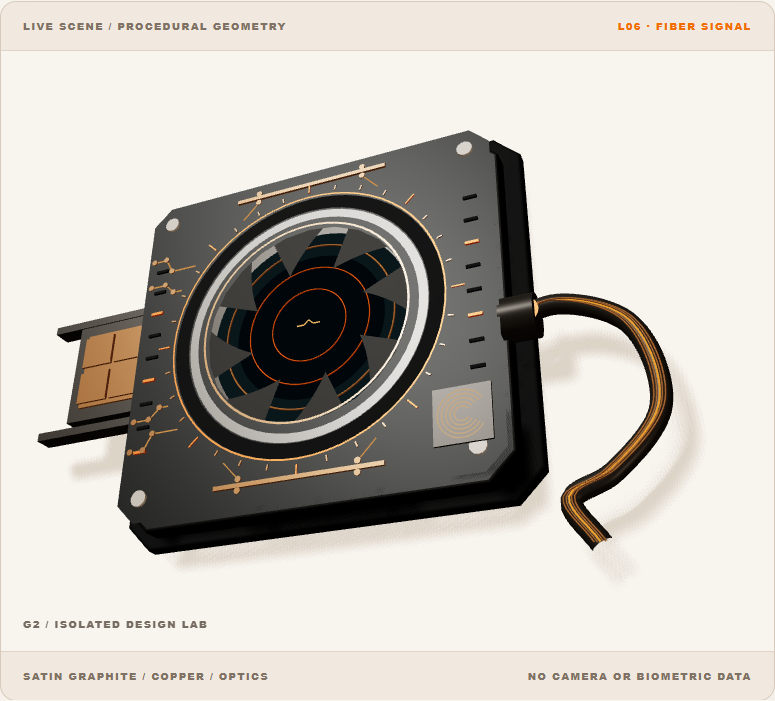 LIVE SCENE / PROCEDURAL GEOMETRY
L06 · FIBER SIGNAL
G2 / ISOLATED DESIGN LAB
SATIN GRAPHITE / COPPER / OPTICS
NO CAMERA OR BIOMETRIC DATA